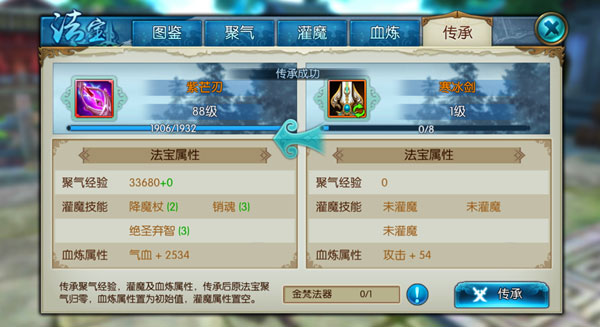 法宝
图鉴 聚气 灌魔 血炼 传承
传承成功
紫芒刃 寒冰剑
88级 1级
1906/1932 0/8
法宝属性 法宝属性
聚气经验 33680+0 聚气经验 0
灌魔技能 降魔杖(2) 销魂(3) 灌魔技能 未灌魔 未灌魔
绝圣弃智(3) 未灌魔
血炼属性 气血 + 2534 血炼属性 攻击 + 54
传承聚气经验，灌魔及血炼属性，传承后原法宝聚
气归零，血炼属性置为初始值，灌魔属性置空。
金梵法器 0/1 传承